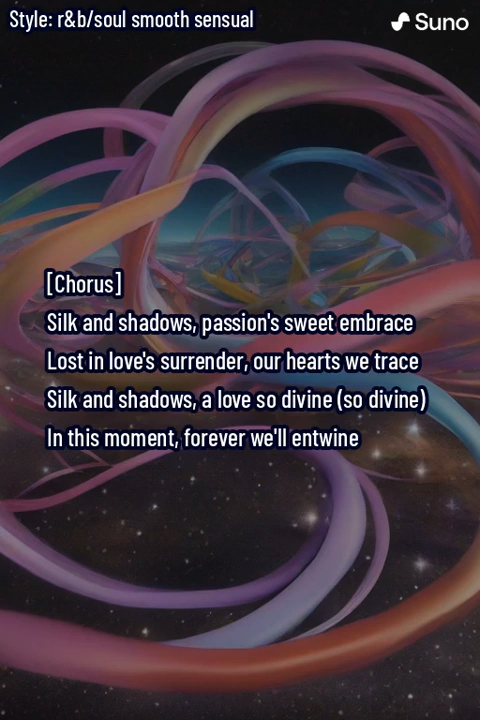 Style: r&b/soul smooth sensual
Suno
[Chorus]
Silk and shadows, passion's sweet embrace
Lost in love's surrender, our hearts we trace
Silk and shadows, a love so divine (so divine)
In this moment, forever we'll entwine